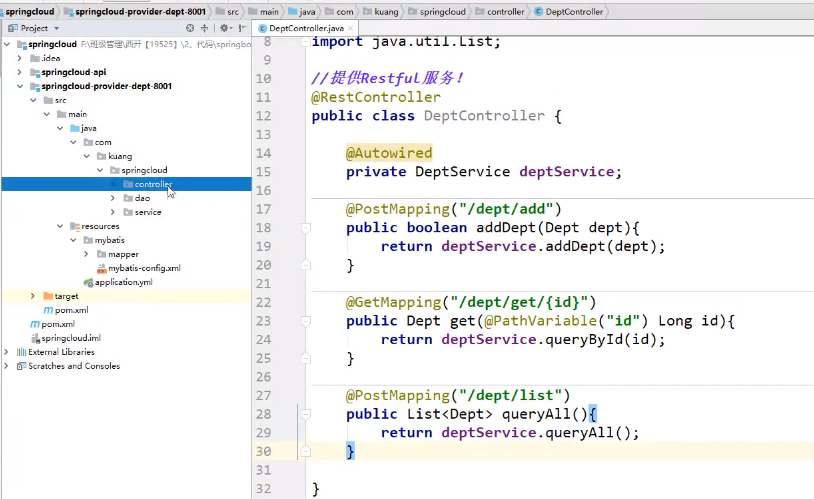 springcloud springcloud-provider-dept-8001 src main java com kuang springcloud controller DeptController
Project
DeptController.java
springcloud F:\班级管理\西开【19525】\2、代码\springbo
.idea
springcloud-api
springcloud-provider-dept-8001
src
main
java
com
kuang
springcloud
controller
dao
service
resources
mybatis
mapper
mybatis-config.xml
application.yml
target
pom.xml
pom.xml
springcloud.iml
External Libraries
Scratches and Consoles
8 import java.util.List;
9
10 //提供Restful服务!
11 @RestController
12 public class DeptController {
13
14 @Autowired
15 private DeptService deptService;
16
17 @PostMapping("/dept/add")
18 public boolean addDept(Dept dept){
19 return deptService.addDept(dept);
20 }
21
22 @GetMapping("/dept/get/{id}")
23 public Dept get(@PathVariable("id") Long id){
24 return deptService.queryById(id);
25 }
26
27 @PostMapping("/dept/list")
28 public List<Dept> queryAll(){
29 return deptService.queryAll();
30 }
31
32 }